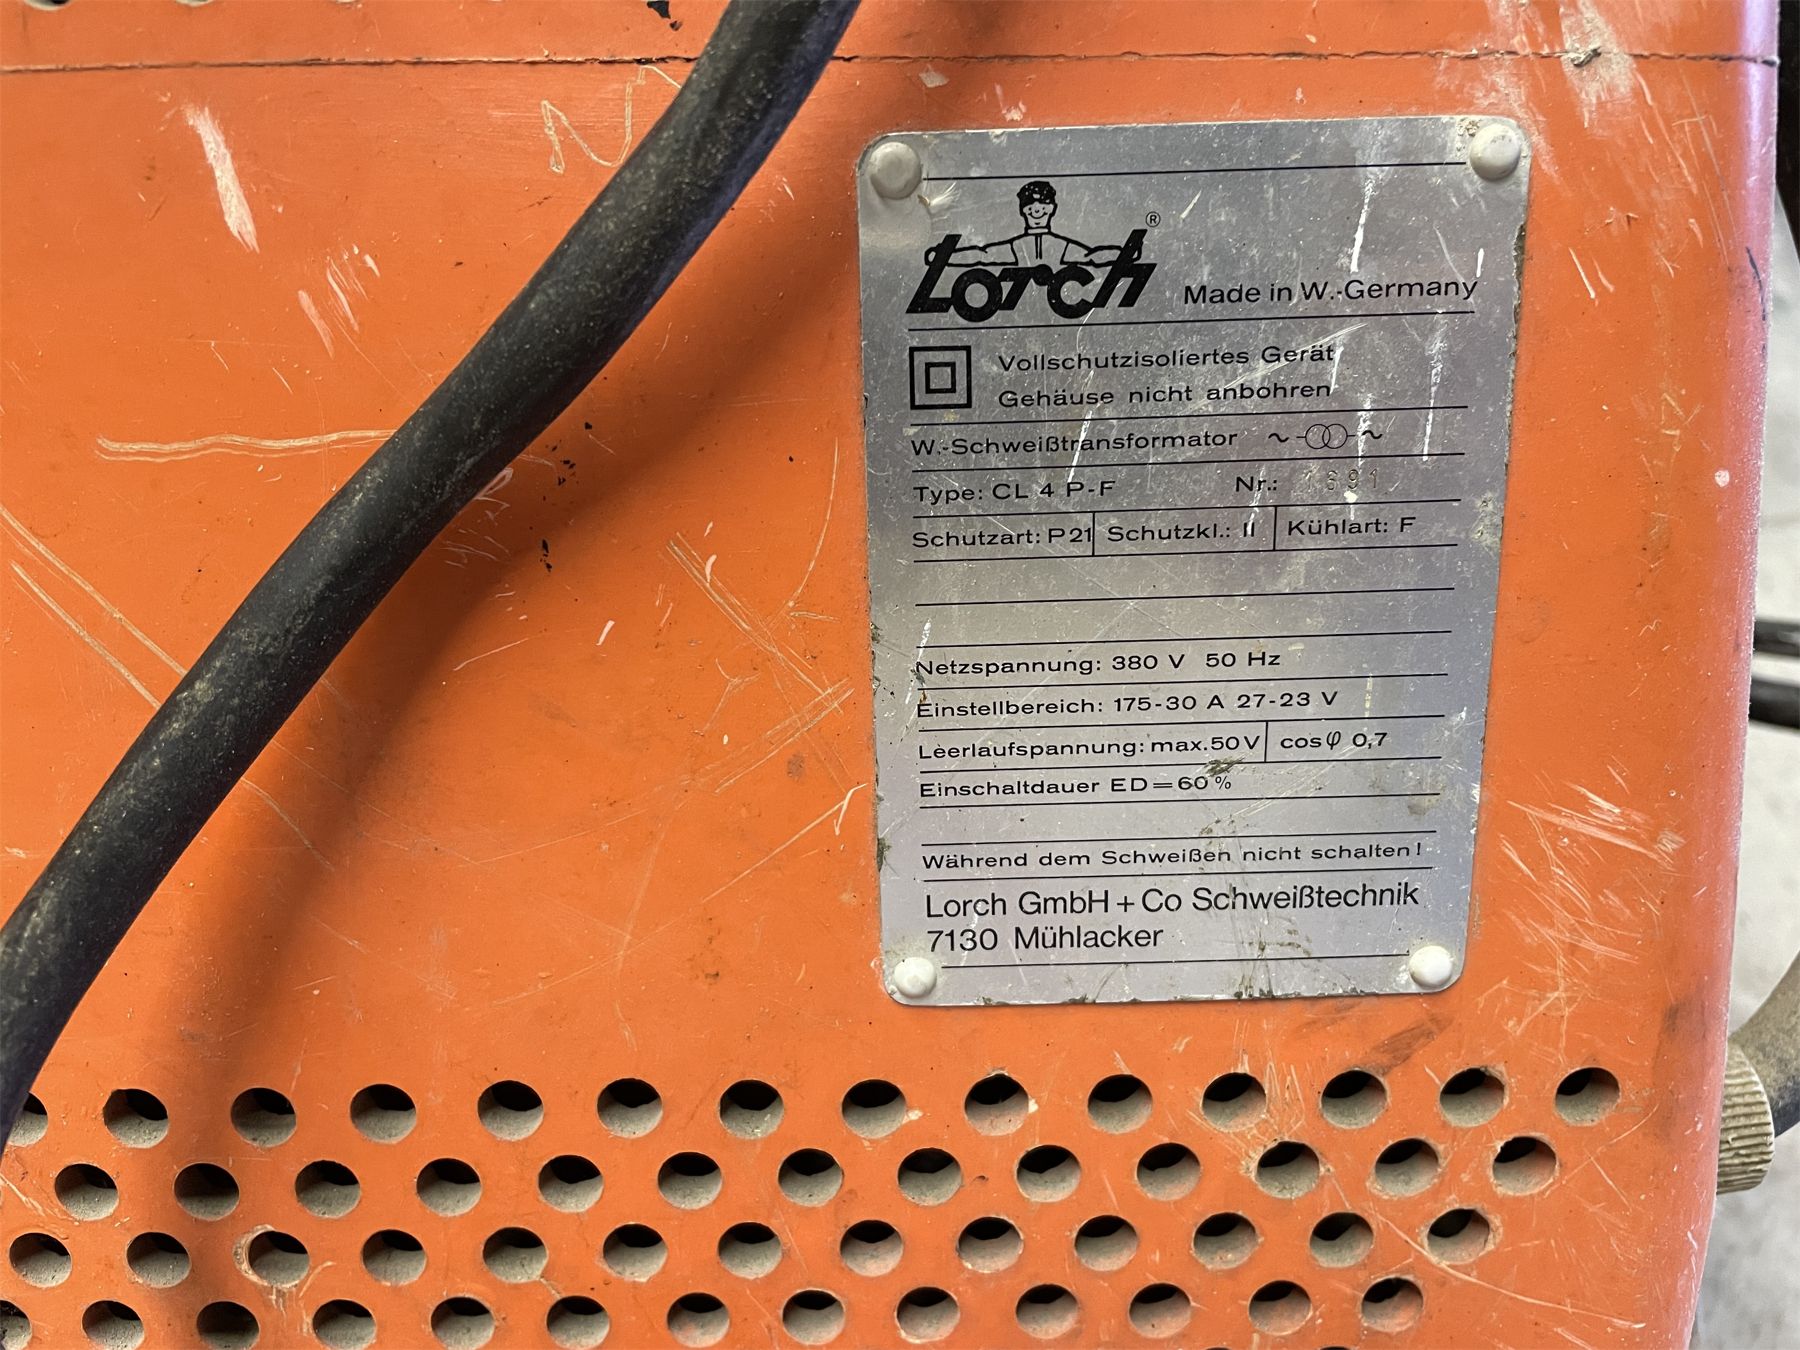 Lorch ®
Made in W.-Germany
Vollschutzisoliertes Gerät
Gehäuse nicht anbohren
W.-Schweißtransformator
Type: CL 4 P-F Nr.: 1691
Schutzart: P21 Schutzkl.: II Kühlart: F
Netzspannung: 380 V 50 Hz
Einstellbereich: 175-30 A 27-23 V
Leerlaufspannung: max.50V cos φ 0,7
Einschaltdauer ED=60%
Während dem Schweißen nicht schalten!
Lorch GmbH+Co Schweißtechnik
7130 Mühlacker